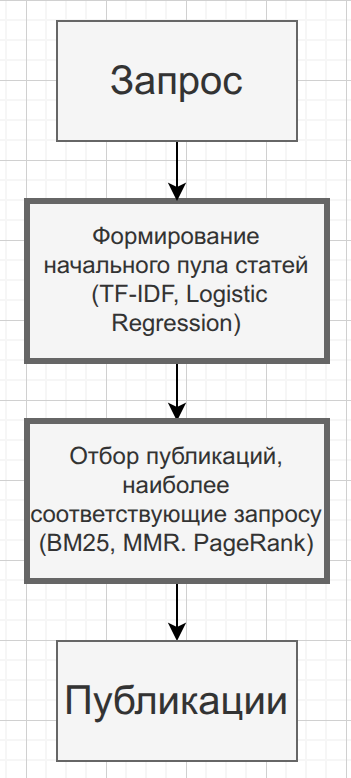 Запрос
Формирование
начального пула статей
(TF-IDF, Logistic
Regression)
Отбор публикаций,
наиболее
соответствующие запросу
(BM25, MMR. PageRank)
Публикации